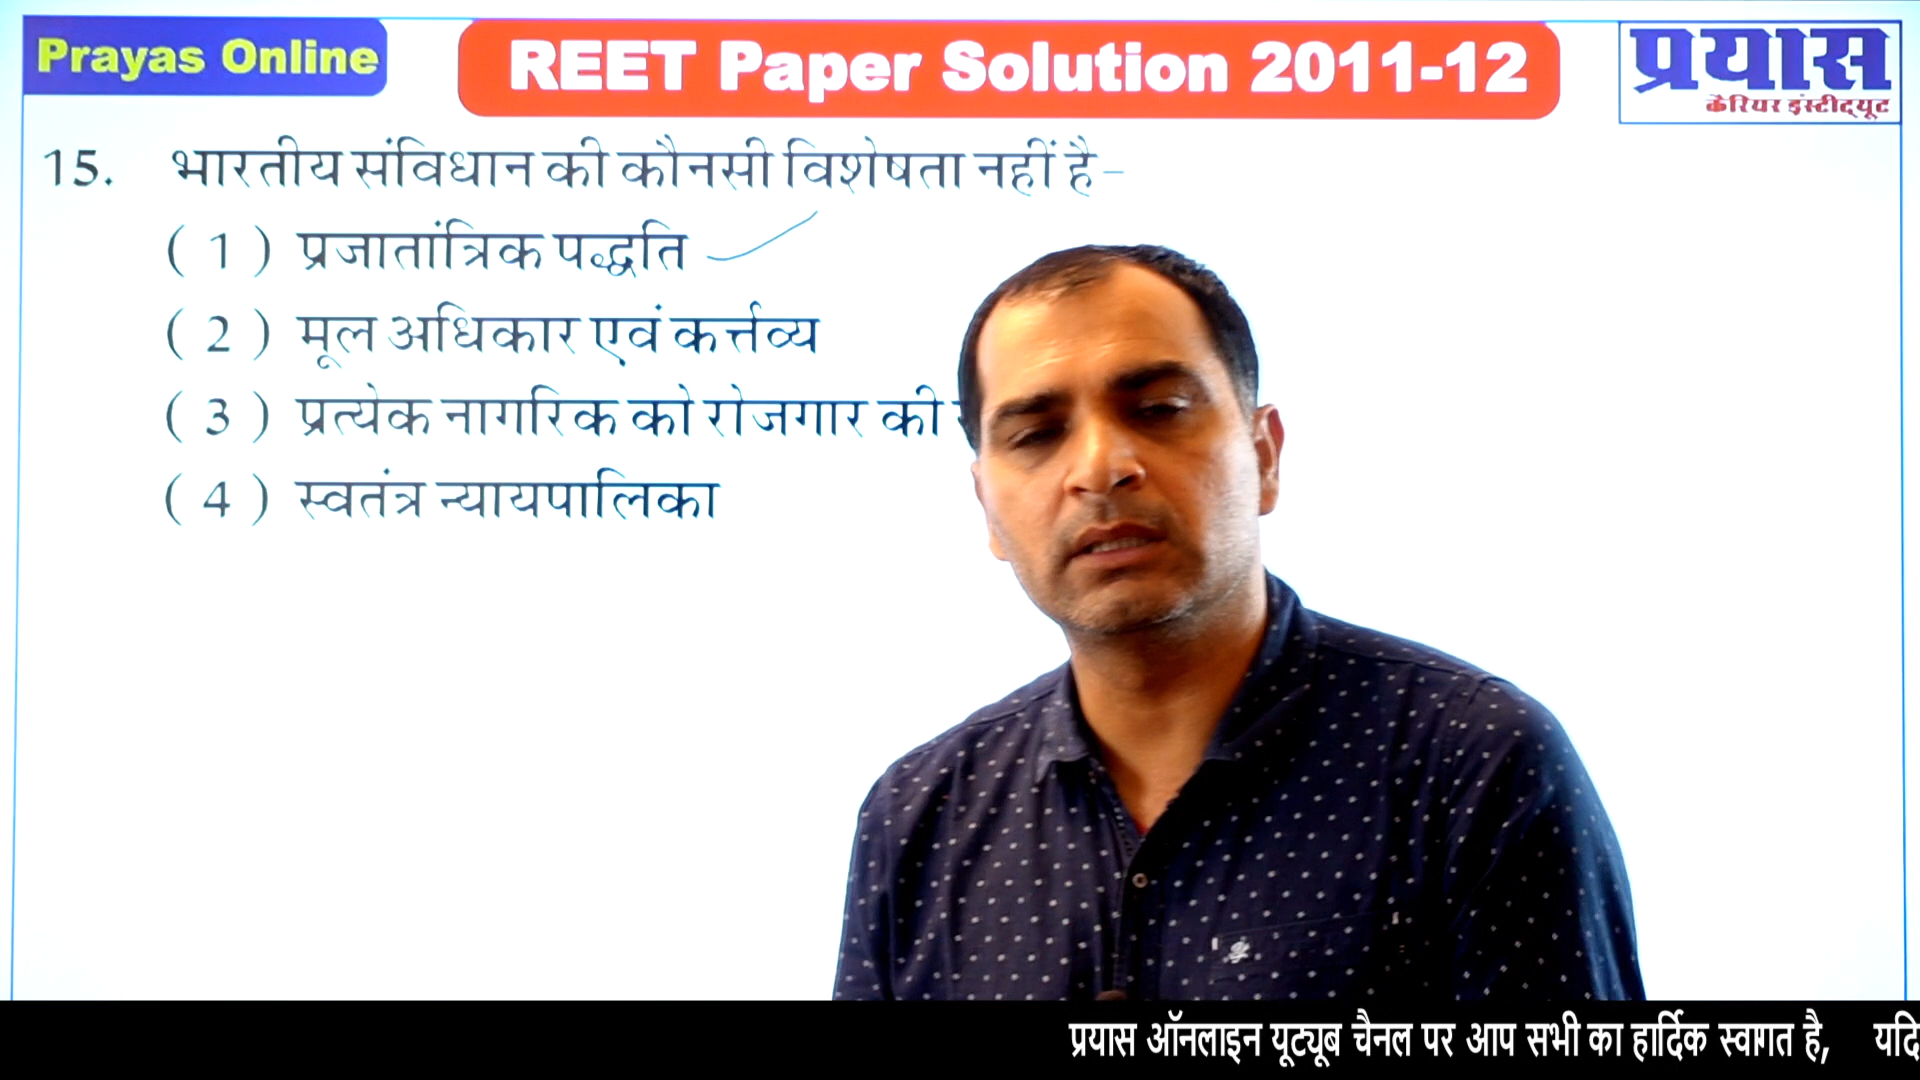 Prayas Online
REET Paper Solution 2011-12
प्रयास
कैरियर इंस्टीट्यूट
15. भारतीय संविधान की कौनसी विशेषता नहीं है-
( 1 ) प्रजातांत्रिक पद्धति
( 2 ) मूल अधिकार एवं कर्त्तव्य
( 3 ) प्रत्येक नागरिक को रोजगार की
( 4 ) स्वतंत्र न्यायपालिका
प्रयास ऑनलाइन यूट्यूब चैनल पर आप सभी का हार्दिक स्वागत है, यदि